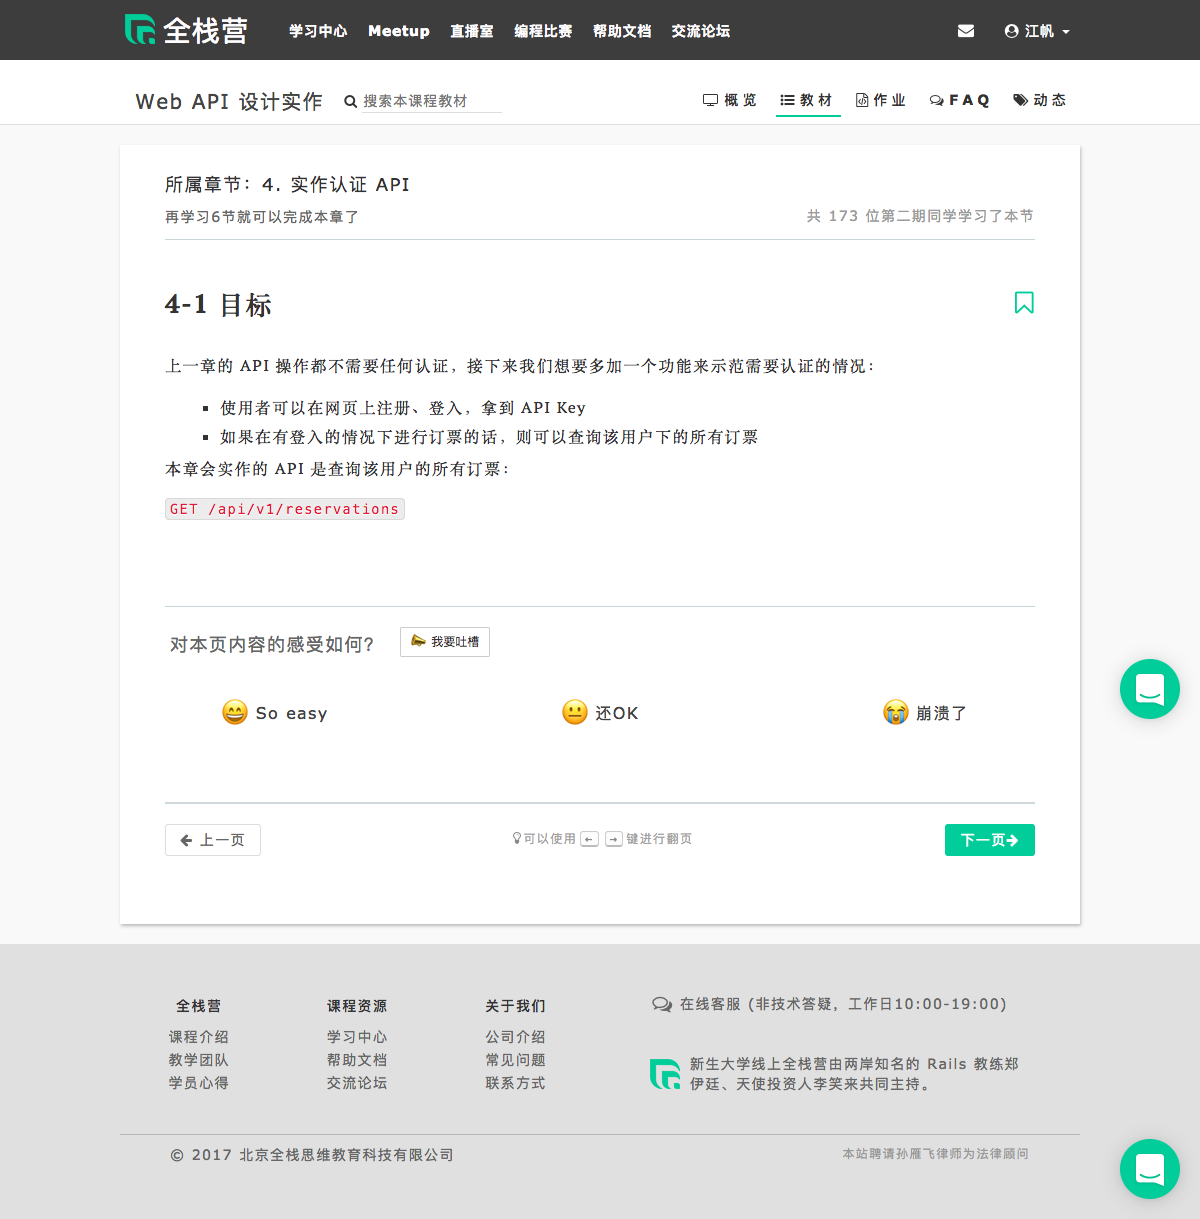 全栈营 学习中心 Meetup 直播室 编程比赛 帮助文档 交流论坛 江帆
Web API 设计实作 搜索本课程教材 概览 教材 作业 FAQ 动态
所属章节：4. 实作认证 API
再学习6节就可以完成本章了 共 173 位第二期同学学习了本节
4-1 目标
上一章的 API 操作都不需要任何认证，接下来我们想要多加一个功能来示范需要认证的情况：
使用者可以在网页上注册、登入，拿到 API Key
如果在有登入的情况下进行订票的话，则可以查询该用户下的所有订票
本章会实作的 API 是查询该用户的所有订票：
GET /api/v1/reservations
对本页内容的感受如何? 我要吐槽
So easy 还OK 崩溃了
上一页 可以使用 ← → 键进行翻页 下一页
全栈营 课程资源 关于我们 在线客服 (非技术答疑，工作日10:00-19:00)
课程介绍 学习中心 公司介绍
教学团队 帮助文档 常见问题 新生大学线上全栈营由两岸知名的 Rails 教练郑
学员心得 交流论坛 联系方式 伊廷、天使投资人李笑来共同主持。
© 2017 北京全栈思维教育科技有限公司 本站聘请孙雁飞律师为法律顾问